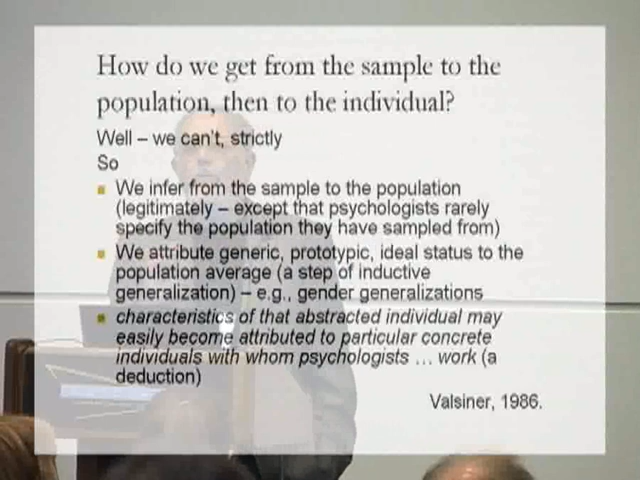 How do we get from the sample to the
population, then to the individual?
Well – we can't, strictly
So
We infer from the sample to the population
(legitimately – except that psychologists rarely
specify the population they have sampled from)
We attribute generic, prototypic, ideal status to the
population average (a step of inductive
generalization) – e.g., gender generalizations
characteristics of that abstracted individual may
easily become attributed to particular concrete
individuals with whom psychologists … work (a
deduction)
Valsiner, 1986.